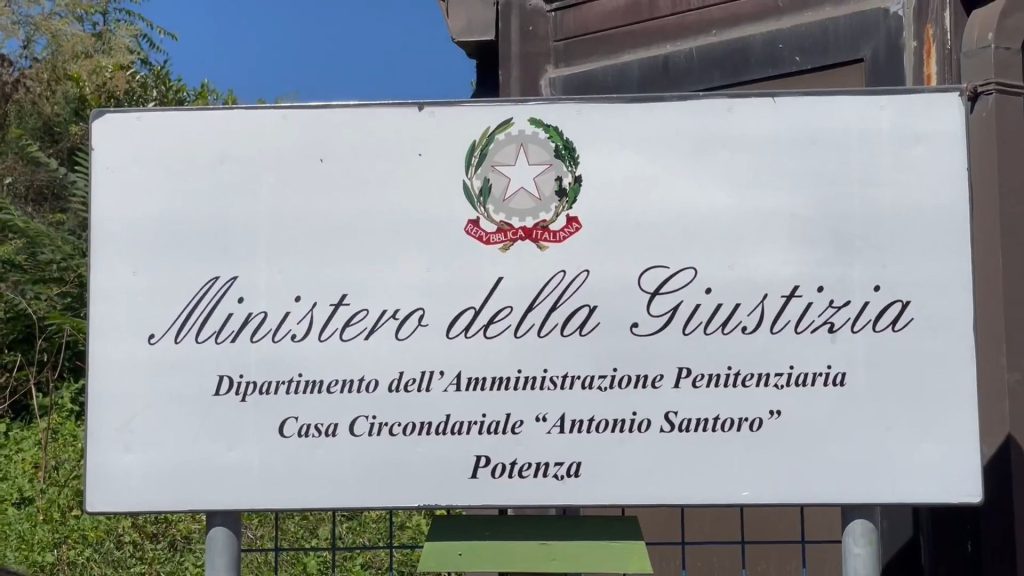 REPVBBLICA ITALIANA
Ministero della Giustizia
Dipartimento dell’Amministrazione Penitenziaria
Casa Circondariale “Antonio Santoro”
Potenza